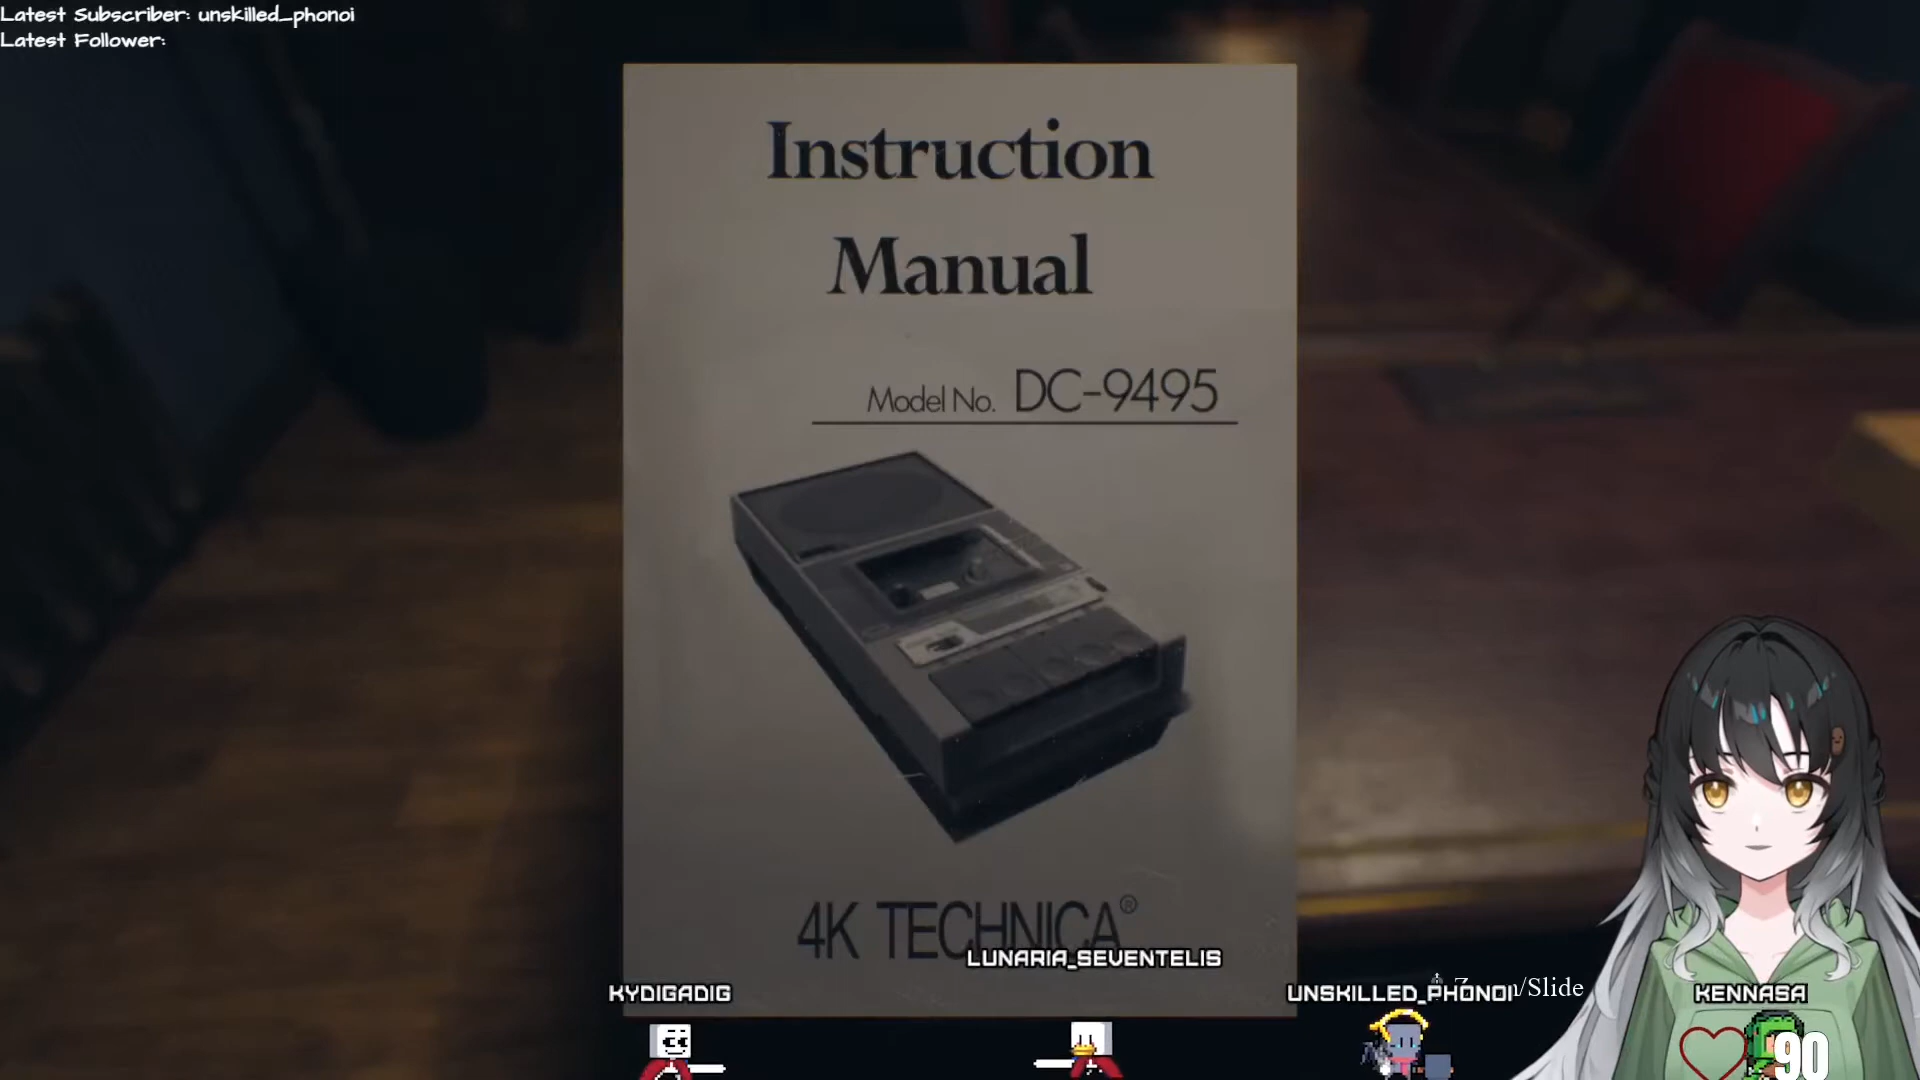 Latest Subscriber: unskilled_phonoi
Latest Follower:
Instruction
Manual
Model No. DC-9495
4K TECHNICA®
LUNARIA_SEVENTELIS
KYDIGADIG
UNSKILLED_PHONOI
/Slide
KENNASA
90